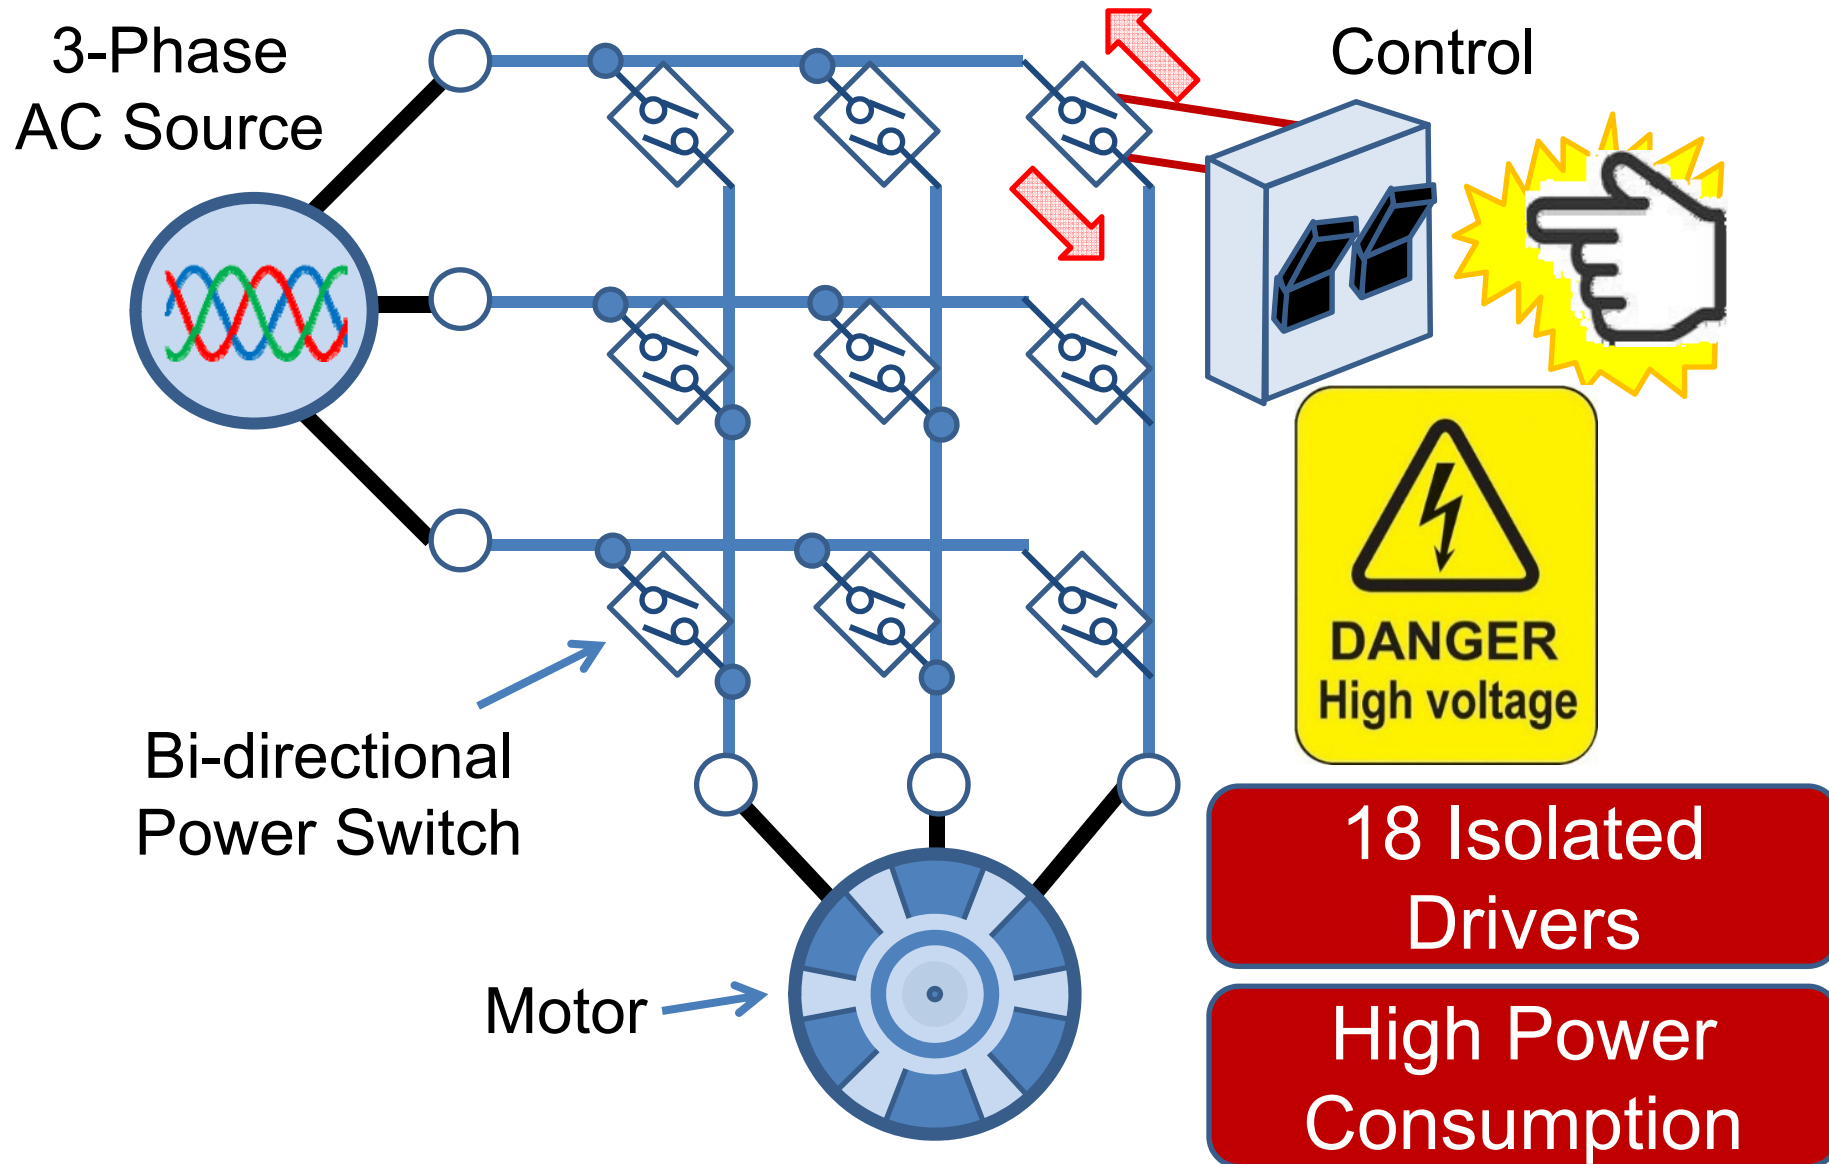 3-Phase
AC Source
Control
DANGER
High voltage
Bi-directional
Power Switch
18 Isolated
Drivers
Motor
High Power
Consumption